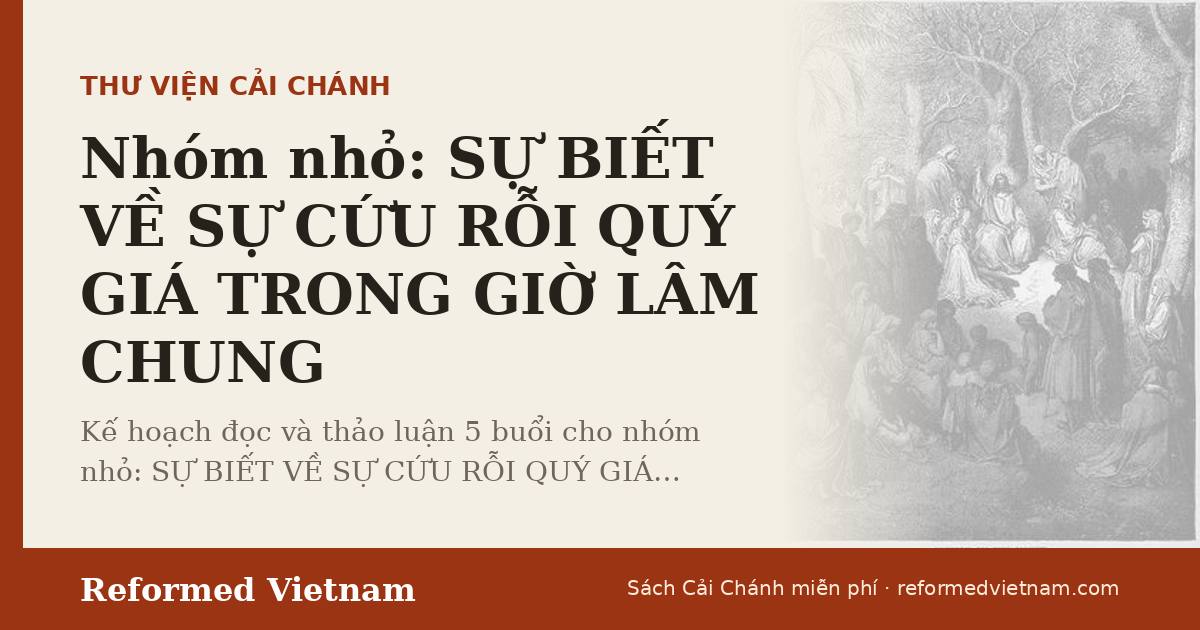 THƯ VIỆN CẢI CHÁNH
Nhóm nhỏ: SỰ BIẾT
VỀ SỰ CỨU RỖI QUÝ
GIÁ TRONG GIỜ LÂM
CHUNG
Kế hoạch đọc và thảo luận 5 buổi cho nhóm
nhỏ: SỰ BIẾT VỀ SỰ CỨU RỖI QUÝ GIÁ...
Reformed Vietnam
Sách Cải Chánh miễn phí · reformedvietnam.com